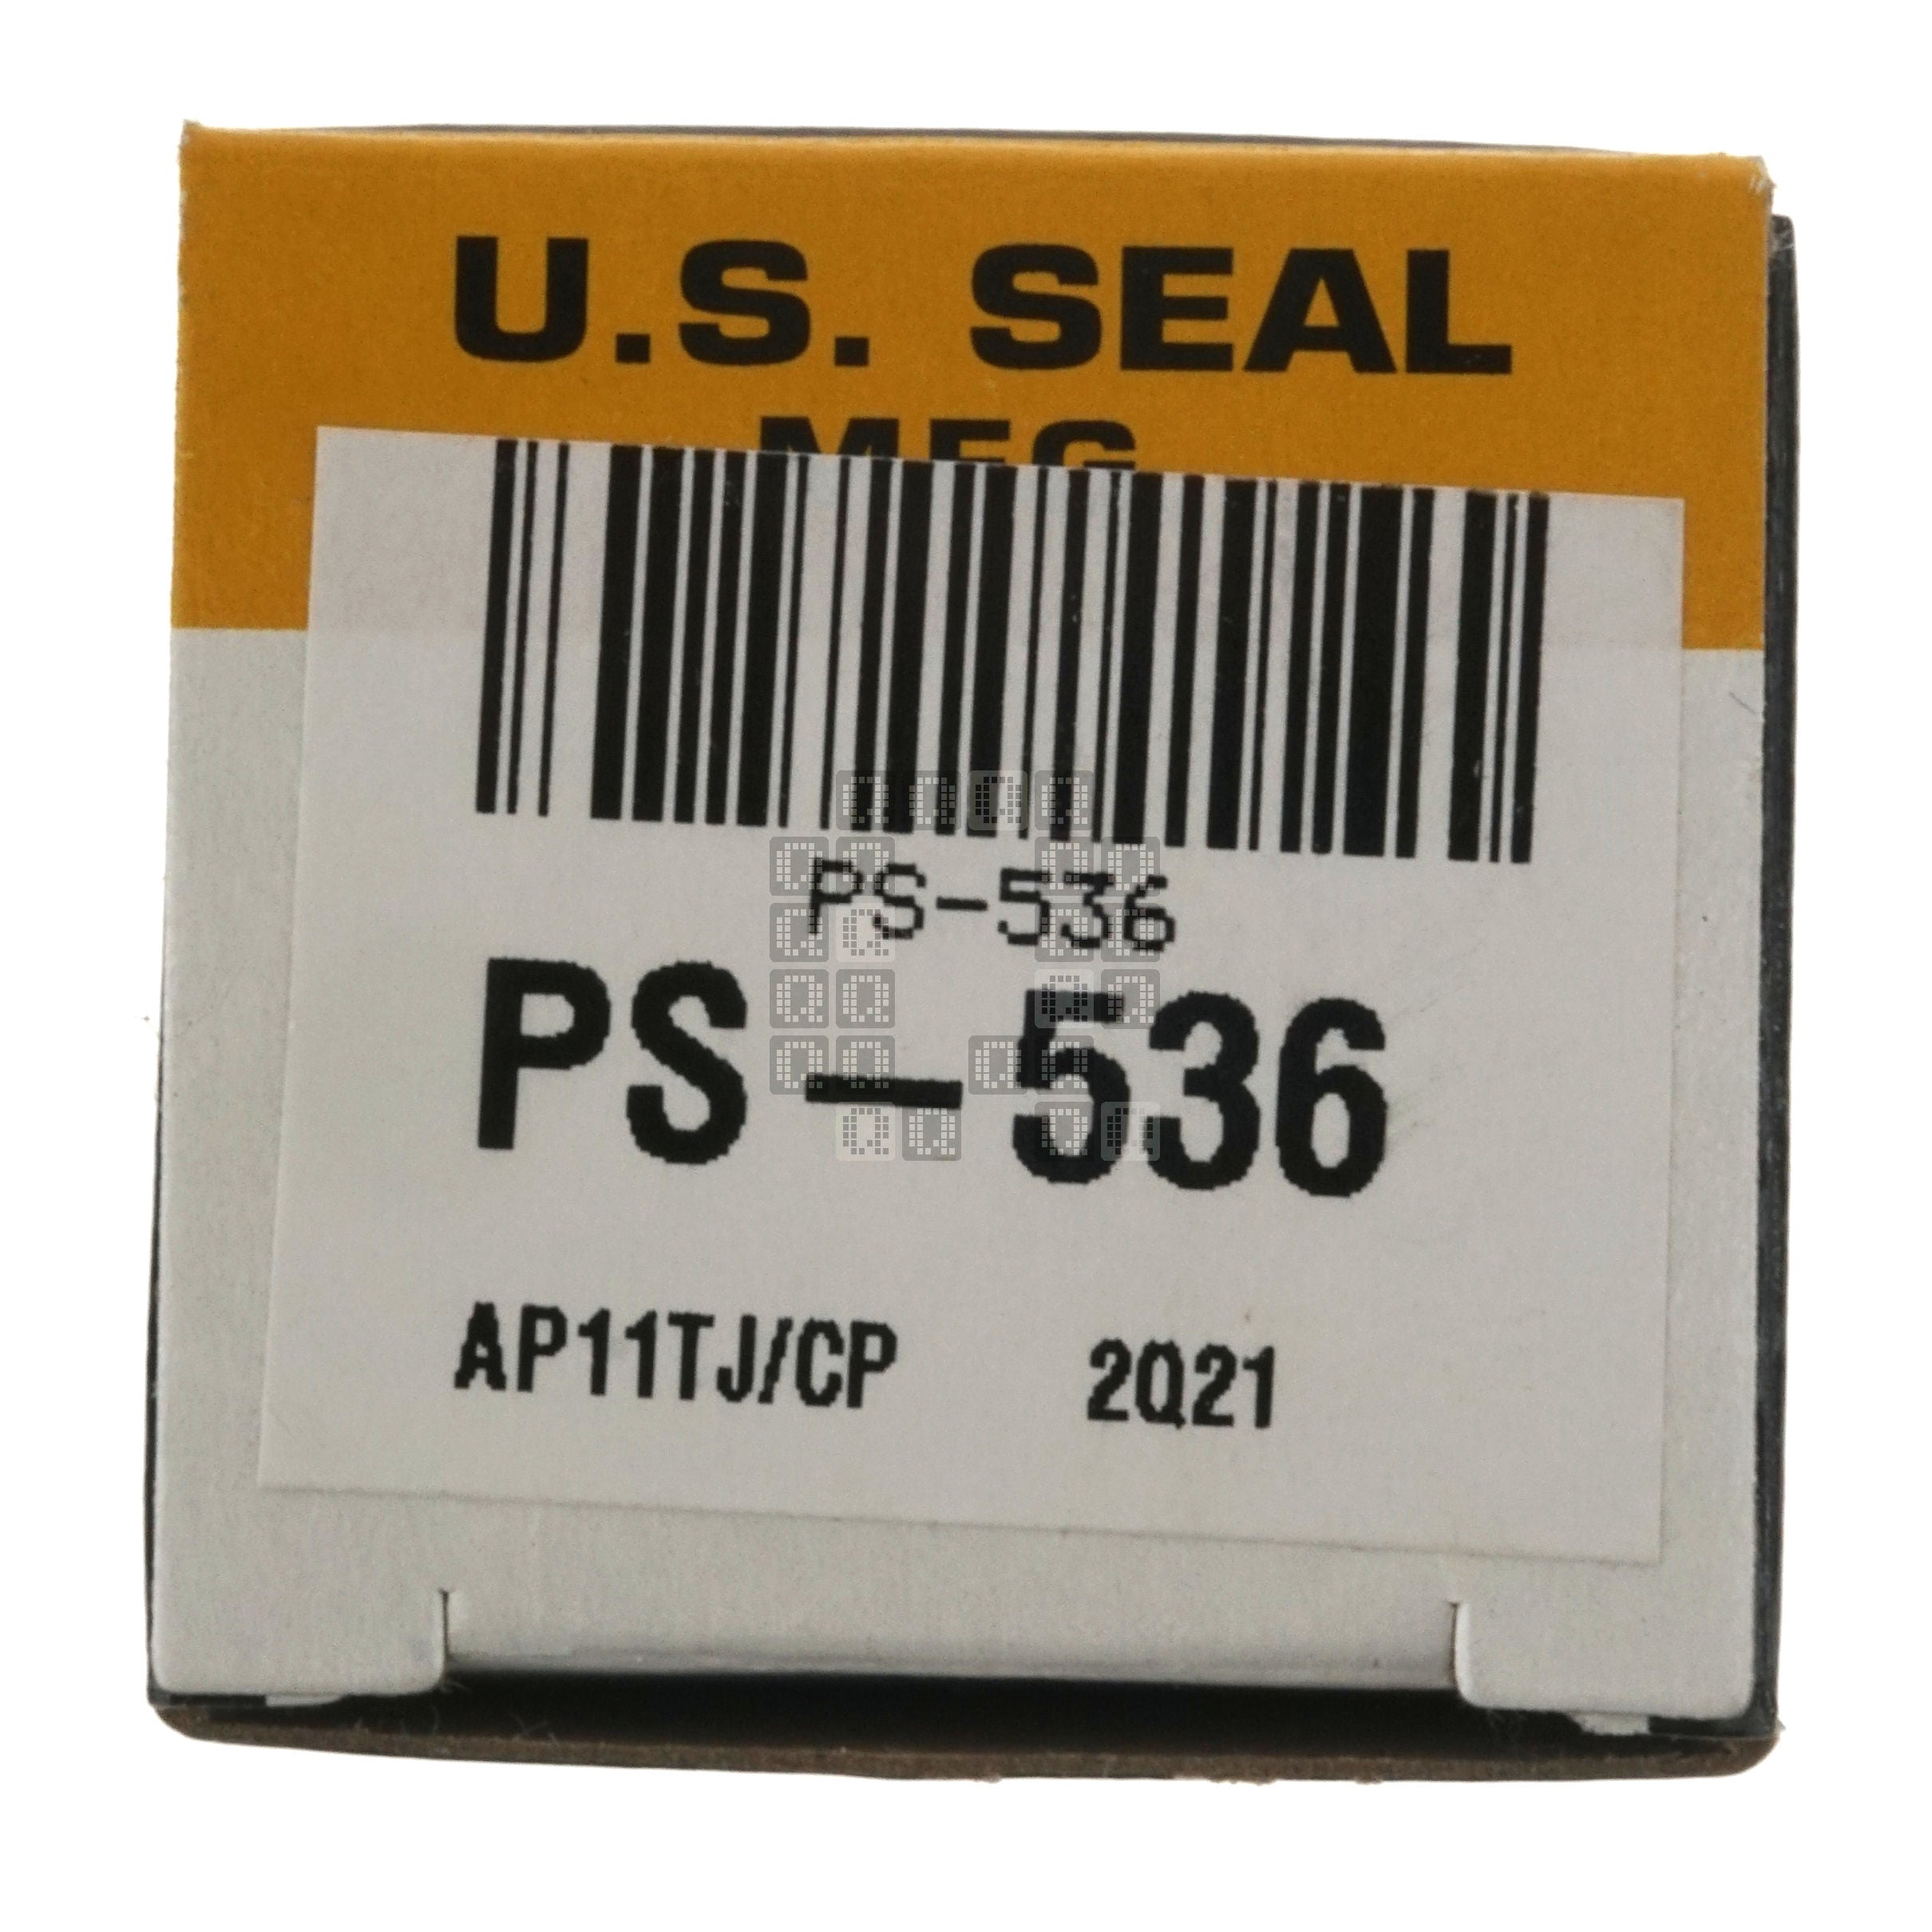 U.S. SEAL
MFG
PS-536
PS-536
AP11TJ/CP 2Q21